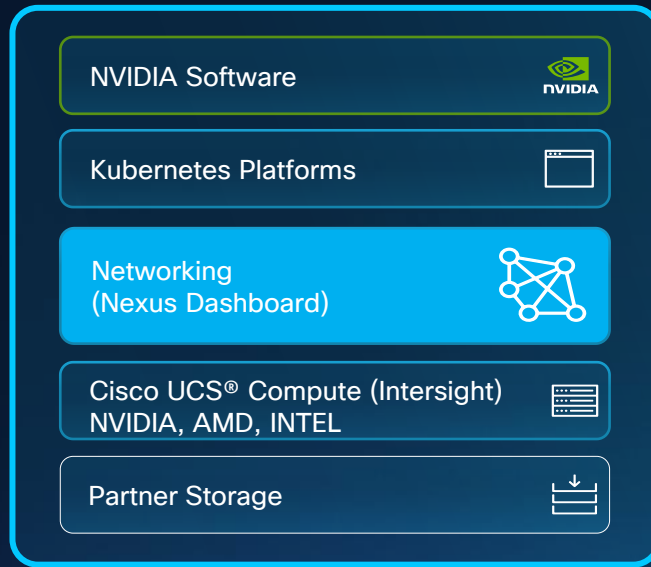 NVIDIA Software
NVIDIA
Kubernetes Platforms
Networking
(Nexus Dashboard)
Cisco UCS® Compute (Intersight)
NVIDIA, AMD, INTEL
Partner Storage